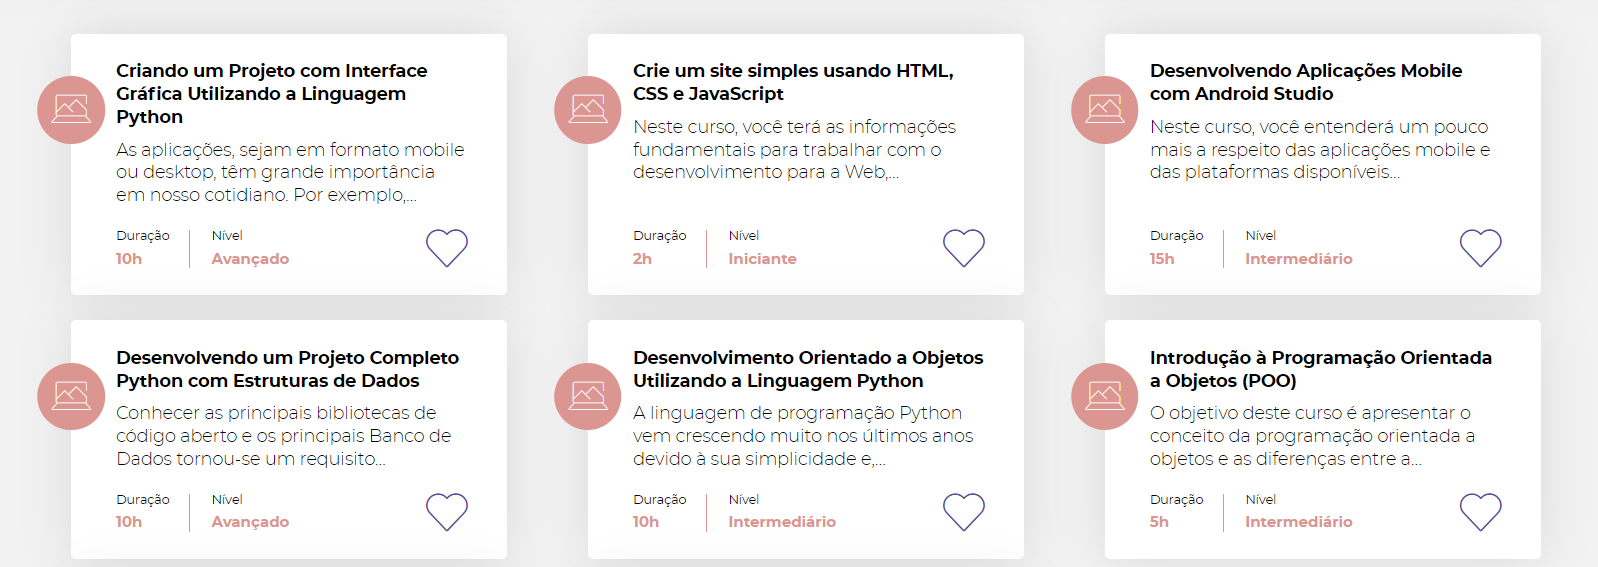 Criando um Projeto com Interface
Gráfica Utilizando a Linguagem
Python
As aplicações, sejam em formato mobile
ou desktop, têm grande importância
em nosso cotidiano. Por exemplo,...
Duração
Nível
10h
Avançado
Crie um site simples usando HTML,
CSS e JavaScript
Neste curso, você terá as informações
fundamentais para trabalhar com o
desenvolvimento para a Web,...
Duração
Nível
2h
Iniciante
Desenvolvendo Aplicações Mobile
com Android Studio
Neste curso, você entenderá um pouco
mais a respeito das aplicações mobile e
das plataformas disponíveis...
Duração
Nível
15h
Intermediário
Desenvolvendo um Projeto Completo
Python com Estruturas de Dados
Conhecer as principais bibliotecas de
código aberto e os principais Banco de
Dados tornou-se um requisito...
Duração
Nível
10h
Avançado
Desenvolvimento Orientado a Objetos
Utilizando a Linguagem Python
A linguagem de programação Python
vem crescendo muito nos últimos anos
devido à sua simplicidade e,...
Duração
Nível
10h
Intermediário
Introdução à Programação Orientada
a Objetos (POO)
O objetivo deste curso é apresentar o
conceito da programação orientada a
objetos e as diferenças entre a...
Duração
Nível
5h
Intermediário